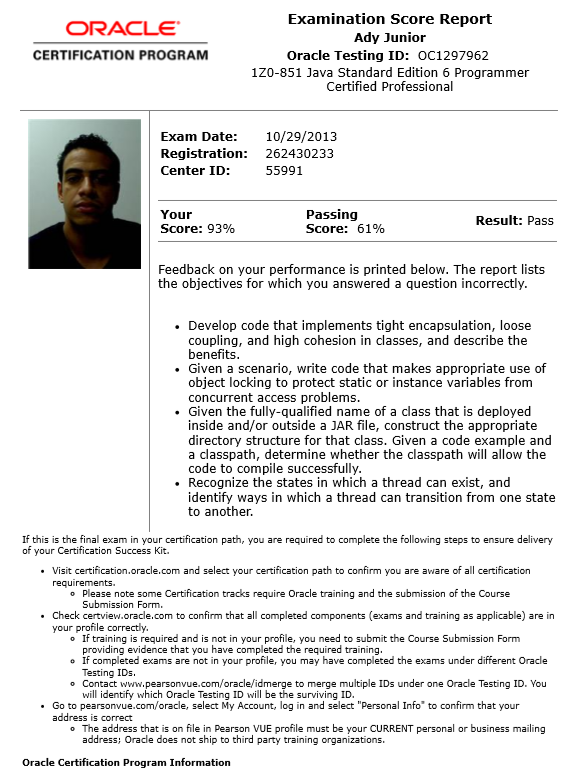 ORACLE
CERTIFICATION PROGRAM
Examination Score Report
Ady Junior
Oracle Testing ID: OC1297962
1Z0-851 Java Standard Edition 6 Programmer
Certified Professional
Exam Date: 10/29/2013
Registration: 262430233
Center ID: 55991
Your Score: 93% Passing Score: 61% Result: Pass
Feedback on your performance is printed below. The report lists
the objectives for which you answered a question incorrectly.
• Develop code that implements tight encapsulation, loose
coupling, and high cohesion in classes, and describe the
benefits.
• Given a scenario, write code that makes appropriate use of
object locking to protect static or instance variables from
concurrent access problems.
• Given the fully-qualified name of a class that is deployed
inside and/or outside a JAR file, construct the appropriate
directory structure for that class. Given a code example and
a classpath, determine whether the classpath will allow the
code to compile successfully.
• Recognize the states in which a thread can exist, and
identify ways in which a thread can transition from one state
to another.
If this is the final exam in your certification path, you are required to complete the following steps to ensure delivery
of your Certification Success Kit.
• Visit certification.oracle.com and select your certification path to confirm you are aware of all certification
requirements.
◦ Please note some Certification tracks require Oracle training and the submission of the Course
Submission Form.
• Check certview.oracle.com to confirm that all completed components (exams and training as applicable) are in
your profile correctly.
◦ If training is required and is not in your profile, you need to submit the Course Submission Form
providing evidence that you have completed the required training.
◦ If completed exams are not in your profile, you may have completed the exams under different Oracle
Testing IDs.
◦ Contact www.pearsonvue.com/oracle/idmerge to merge multiple IDs under one Oracle Testing ID. You
will identify which Oracle Testing ID will be the surviving ID.
• Go to pearsonvue.com/oracle, select My Account, log in and select "Personal Info" to confirm that your
address is correct
◦ The address that is on file in Pearson VUE profile must be your CURRENT personal or business mailing
address; Oracle does not ship to third party training organizations.
Oracle Certification Program Information